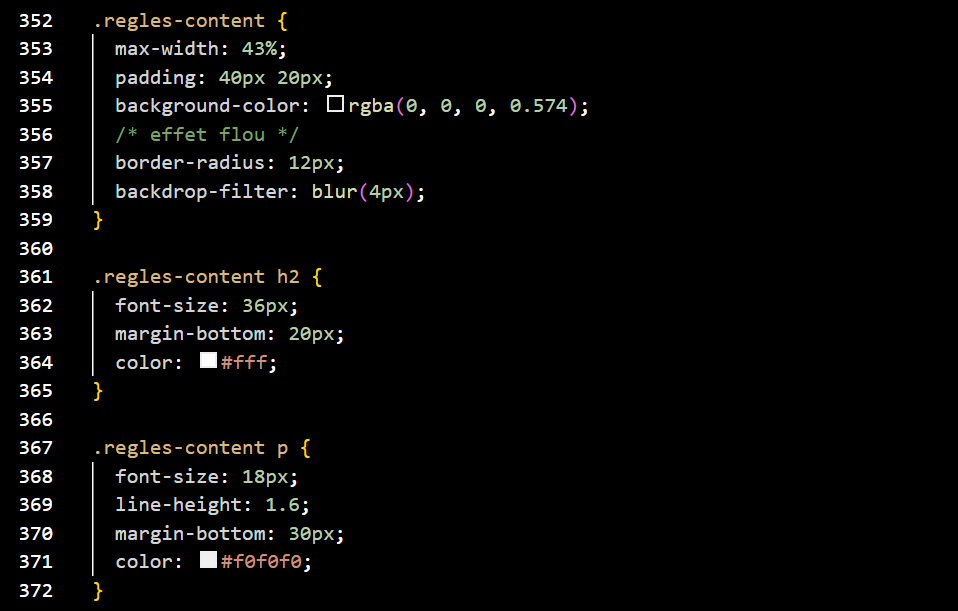 352 .regles-content {
353 max-width: 43%;
354 padding: 40px 20px;
355 background-color: rgba(0, 0, 0, 0.574);
356 /* effet flou */
357 border-radius: 12px;
358 backdrop-filter: blur(4px);
359 }
360
361 .regles-content h2 {
362 font-size: 36px;
363 margin-bottom: 20px;
364 color: #fff;
365 }
366
367 .regles-content p {
368 font-size: 18px;
369 line-height: 1.6;
370 margin-bottom: 30px;
371 color: #f0f0f0;
372 }